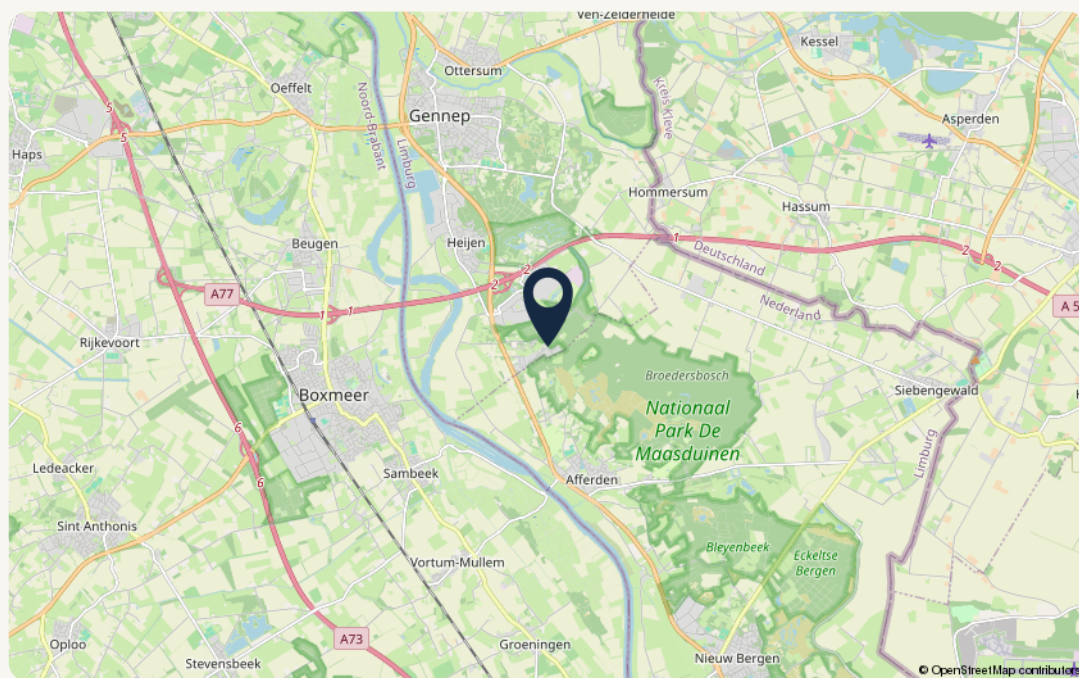 Ven-Zelderheide
Kessel
Ottersum
Oeffelt
Gennep
Noord-Brabant
Limburg
Kreis Kleve
Asperden
Haps
5
5
Hommersum
Hassum
Beugen
Heijen
1
2
2
Deutschland
Nederland
2
2
A77
1
1
A 5
Rijkevoort
Boxmeer
Broedersbosch
Nationaal
Park De
Maasduinen
Siebengewald
Limburg
6
6
Ledeacker
Sambeek
Afferden
Sint Anthonis
Bleyenbeek
Eckeltse
Bergen
Vortum-Mullem
A73
Oploo
Stevensbeek
Groeningen
Nieuw Bergen
© OpenStreetMap contributors